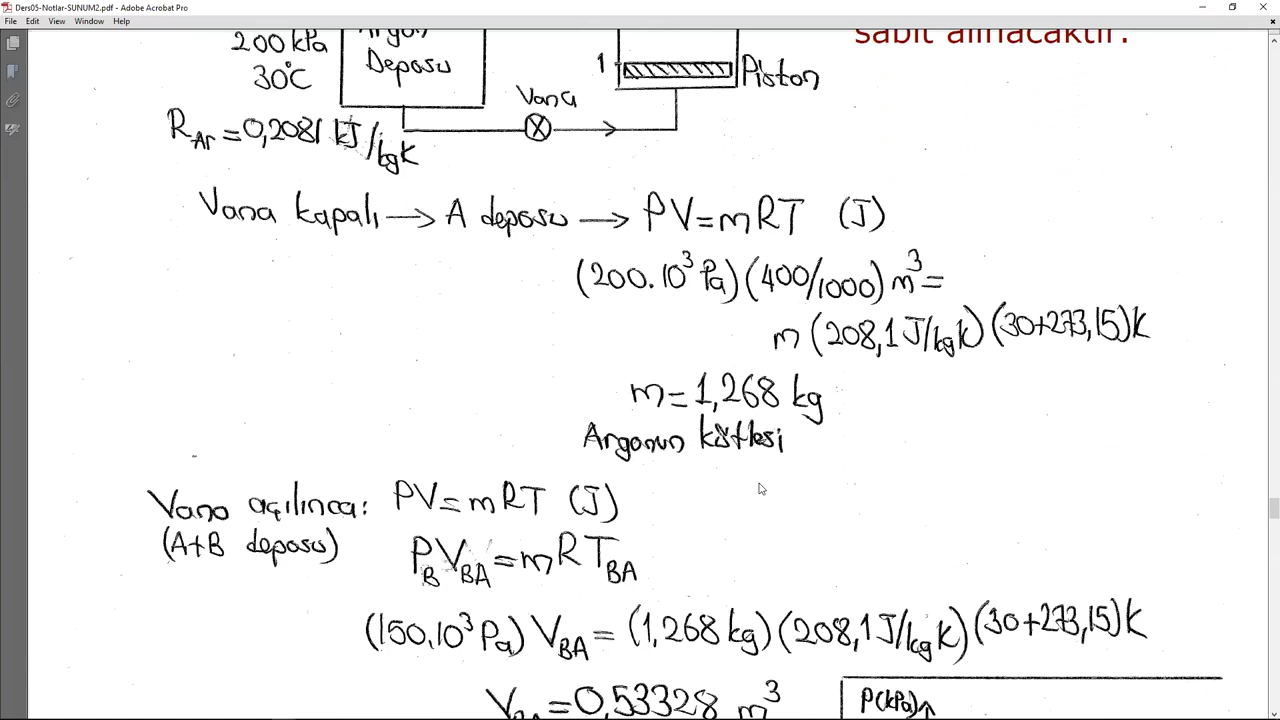 Ders05-Notlar-SUNUM2.pdf - Adobe Acrobat Pro
File Edit View Window Help
sabit alınacaktır.
200 kPa
30°C
Argon
Deposu
1
Piston
Vana
R_Ar = 0,2081 kJ/kgK
Vana kapalı → A deposu → PV = mRT (J)
(200.10³ Pa)(400/1000) m³ =
m (208,1 J/kgK)(30+273,15)K
m = 1,268 kg
Argonun kütlesi
Vana açılınca: PV = mRT (J)
(A+B deposu) P_B V_BA = mRT_BA
(150.10³ Pa) V_BA = (1,268 kg)(208,1 J/kgK)(30+273,15)K
V_BA = 0,53328 m³
P(kPa)↑